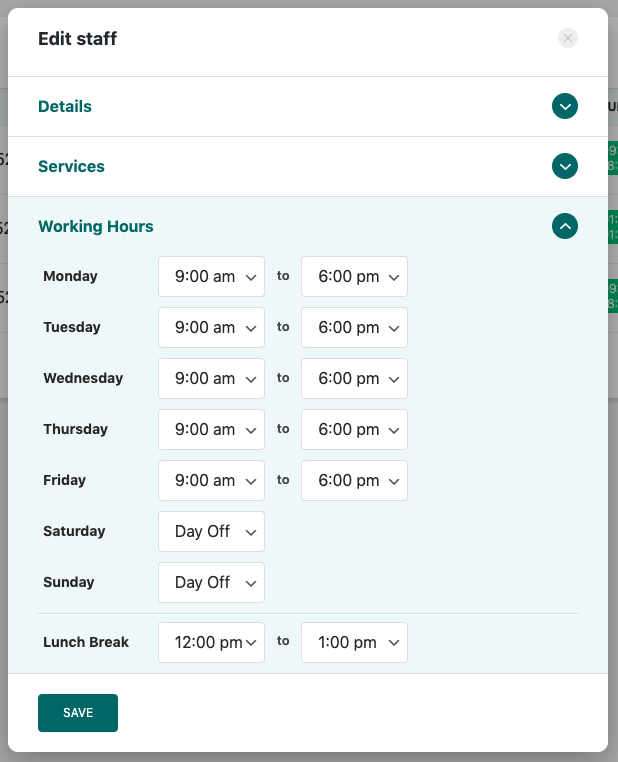 Edit staff
Details
Services
Working Hours
Monday 9:00 am to 6:00 pm
Tuesday 9:00 am to 6:00 pm
Wednesday 9:00 am to 6:00 pm
Thursday 9:00 am to 6:00 pm
Friday 9:00 am to 6:00 pm
Saturday Day Off
Sunday Day Off
Lunch Break 12:00 pm to 1:00 pm
SAVE